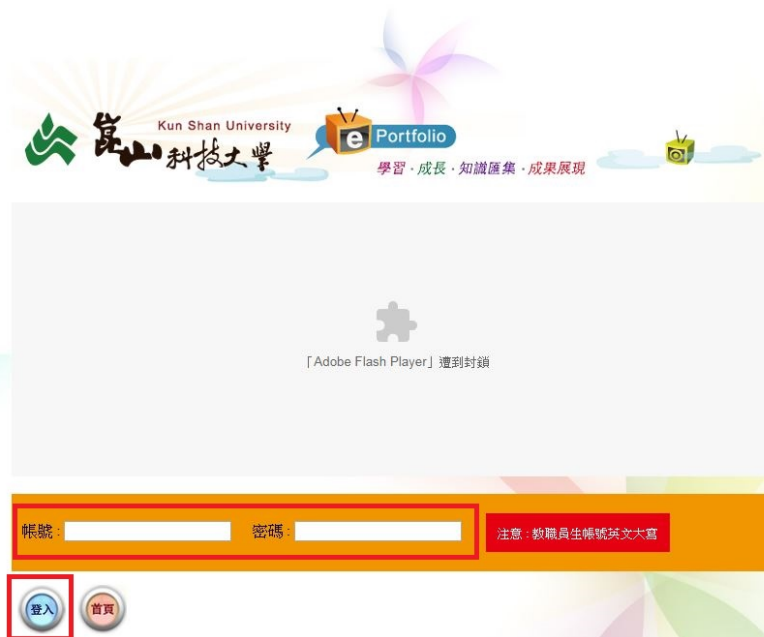 Kun Shan University
崑山科技大學
e Portfolio
學習 · 成長 · 知識匯集 · 成果展現
「Adobe Flash Player」遭到封鎖
帳號 : 密碼 : 注意 : 教職員生帳號英文大寫
登入 首頁